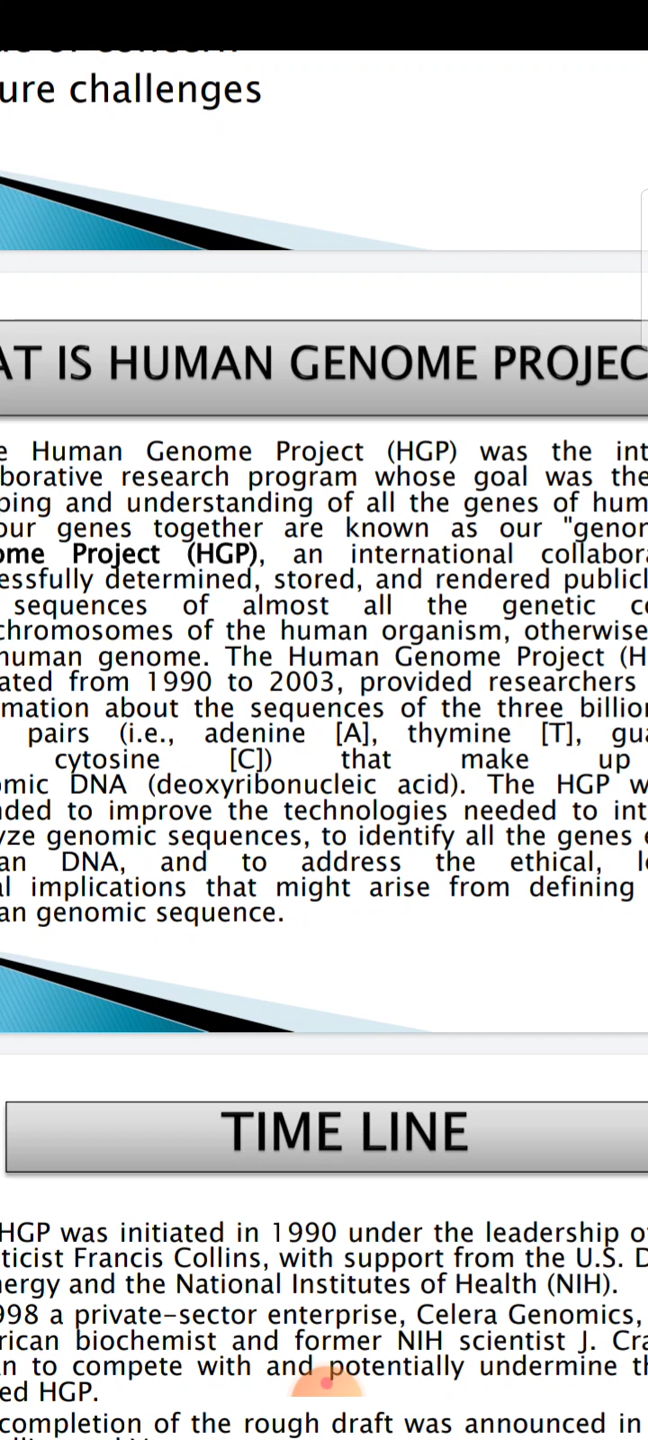 ure challenges
AT IS HUMAN GENOME PROJEC
e Human Genome Project (HGP) was the int
borative research program whose goal was the
ping and understanding of all the genes of hum
our genes together are known as our "genor
ome Project (HGP), an international collabora
essfully determined, stored, and rendered publicl
sequences of almost all the genetic co
chromosomes of the human organism, otherwise
human genome. The Human Genome Project (H
ated from 1990 to 2003, provided researchers
mation about the sequences of the three billion
pairs (i.e., adenine [A], thymine [T], gua
cytosine [C]) that make up
omic DNA (deoxyribonucleic acid). The HGP w
nded to improve the technologies needed to int
yze genomic sequences, to identify all the genes e
an DNA, and to address the ethical, le
al implications that might arise from defining
an genomic sequence.
TIME LINE
HGP was initiated in 1990 under the leadership of
ticist Francis Collins, with support from the U.S. D
nergy and the National Institutes of Health (NIH).
998 a private-sector enterprise, Celera Genomics,
rican biochemist and former NIH scientist J. Cra
an to compete with and potentially undermine th
ed HGP.
completion of the rough draft was announced in